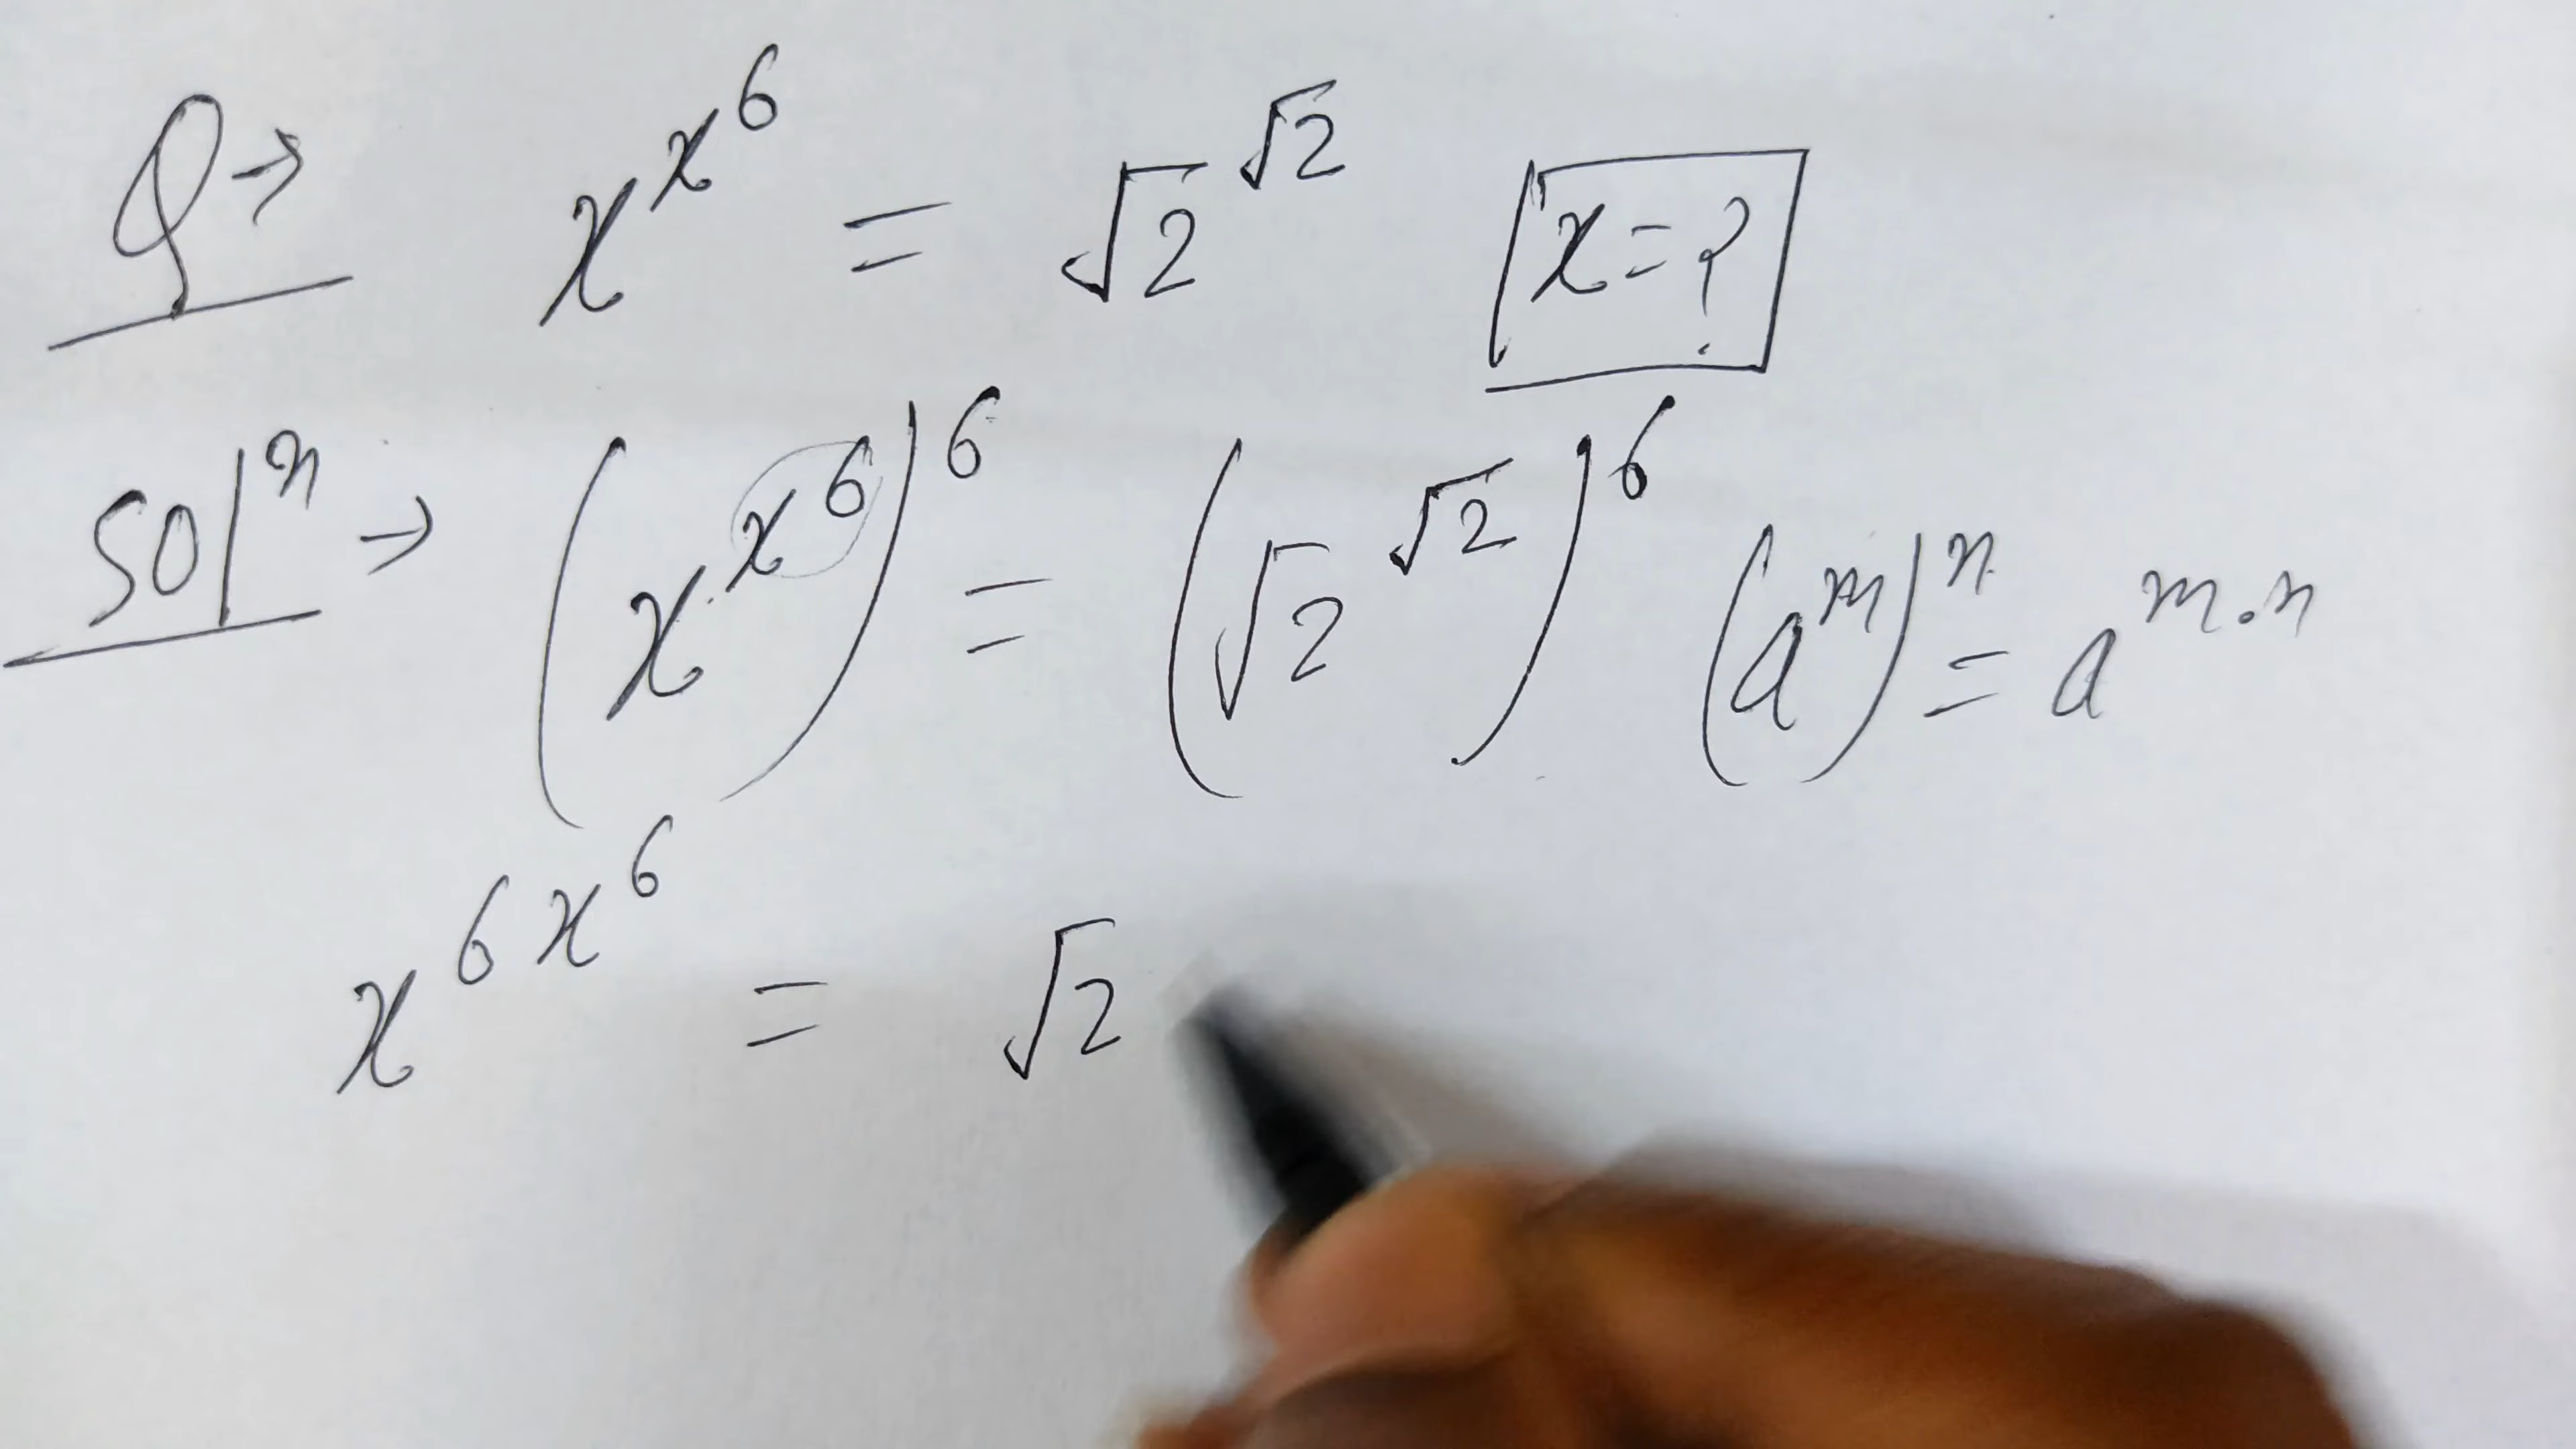 Q→ x^x^6 = √2^√2 x=?
Sol^n→ (x^x^6)^6 = (√2^√2)^6 (a^m)^n = a^m.n
x^6x^6 = √2